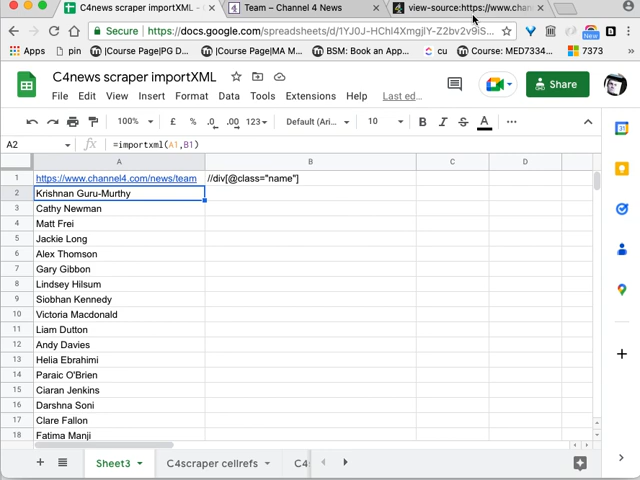 C4news scraper importXML -
Team – Channel 4 News
view-source:https://www.chan
Secure
https://docs.google.com/spreadsheets/d/1YJ0J-HChl4XmgjlY-Z2bv2v9iS...
New
Apps
pn
|Course Page|PG D...
|MA|Course Page|...
BSM: Book an App...
cu
Course: MED7334...
7373
C4news scraper importXML
Share
File Edit View Insert Format Data Tools Extensions Last ed...
100% £ % .0 .00 123 Default (Ari... 10 B I S A ...
A2 fx =importxml(A1,B1)
A B C D
1 https://www.channel4.com/news/team //div[@class="name"]
2 Krishnan Guru-Murthy
3 Cathy Newman
4 Matt Frei
5 Jackie Long
6 Alex Thomson
7 Gary Gibbon
8 Lindsey Hilsum
9 Siobhan Kennedy
10 Victoria Macdonald
11 Liam Dutton
12 Andy Davies
13 Helia Ebrahimi
14 Paraic O'Brien
15 Ciaran Jenkins
16 Darshna Soni
17 Clare Fallon
18 Fatima Manji
Sheet3 C4scraper cellrefs C4s